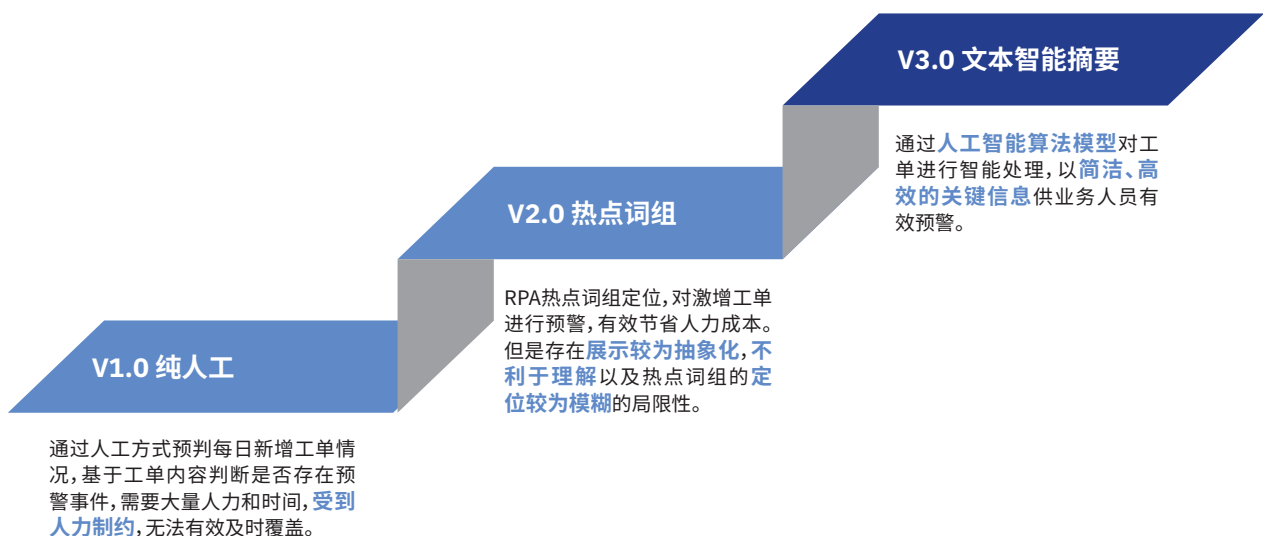 V3.0 文本智能摘要
通过人工智能算法模型对工
单进行智能处理，以简洁、高
效的关键信息供业务人员有
效预警。
V2.0 热点词组
RPA热点词组定位，对激增工单
进行预警，有效节省人力成本。
但是存在展示较为抽象化，不
利于理解以及热点词组的定
位较为模糊的局限性。
V1.0 纯人工
通过人工方式预判每日新增工单情
况，基于工单内容判断是否存在预
警事件，需要大量人力和时间，受到
人力制约，无法有效及时覆盖。